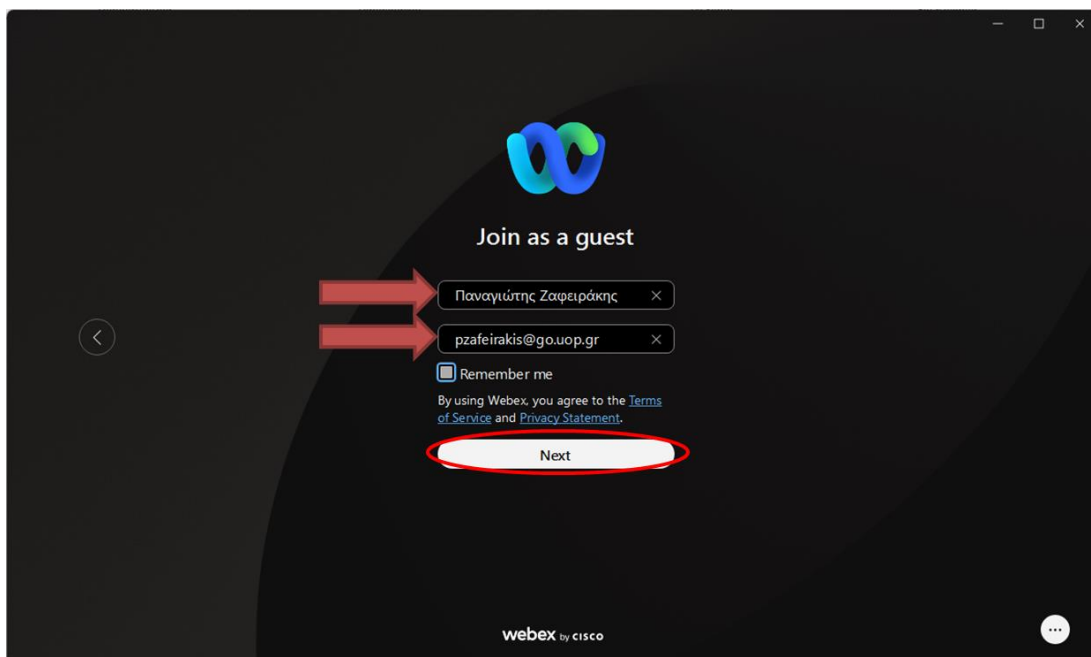 Join as a guest
Παναγιώτης Ζαφειράκης
pzafeirakis@go.uop.gr
Remember me
By using Webex, you agree to the Terms
of Service and Privacy Statement.
Next
webex by CISCO